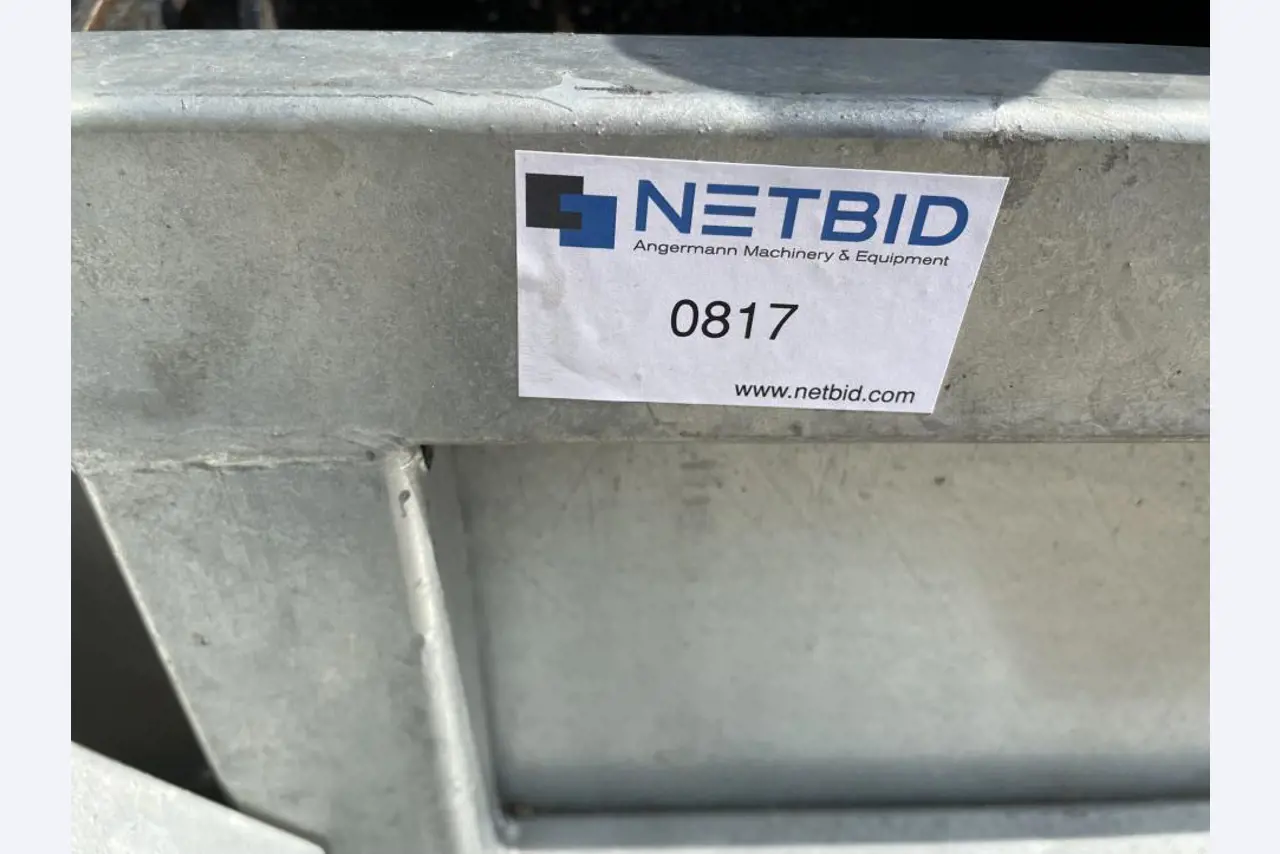 NETBID
Angermann Machinery & Equipment
0817
www.netbid.com